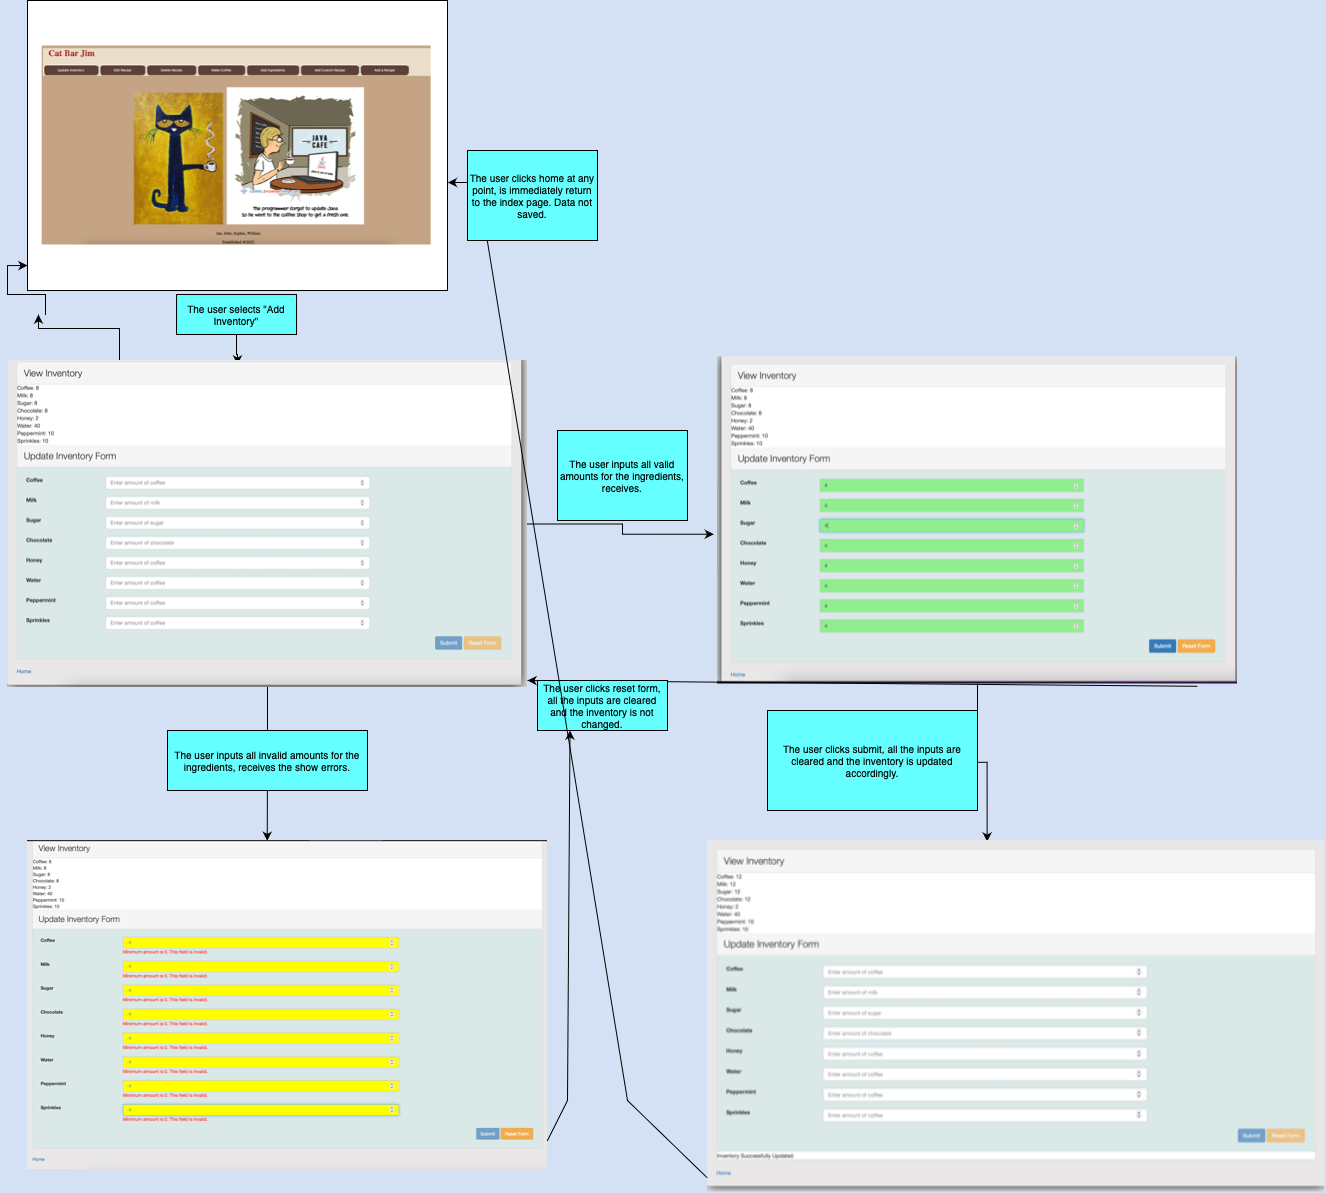 Cat Bar Jim
Update Inventory
Edit Recipe
Delete Recipe
Make Coffee
Add Ingredients
Add Custom Recipe
Add a Recipe
JAVA
CAFE
The programmer forgot to update Java
So he went to the coffee shop to get a fresh one.
The user clicks home at any
point, is immediately return
to the index page. Data not
saved.
The user selects "Add
Inventory"
View Inventory
Coffee: 8
Milk: 8
Sugar: 8
Chocolate: 8
Honey: 2
Water: 40
Peppermint: 10
Sprinkles: 10
Update Inventory Form
Coffee
Enter amount of coffee
Milk
Enter amount of milk
Sugar
Enter amount of sugar
Chocolate
Enter amount of chocolate
Honey
Enter amount of coffee
Water
Enter amount of coffee
Peppermint
Enter amount of coffee
Sprinkles
Enter amount of coffee
Submit
Reset Form
Home
The user inputs all valid
amounts for the ingredients,
receives.
View Inventory
Coffee: 8
Milk: 8
Sugar: 8
Chocolate: 8
Honey: 2
Water: 40
Peppermint: 10
Sprinkles: 10
Update Inventory Form
Coffee
4
Milk
4
Sugar
4
Chocolate
4
Honey
4
Water
4
Peppermint
4
Sprinkles
4
Submit
Reset Form
Home
The user clicks reset form,
all the inputs are cleared
and the inventory is not
changed.
The user inputs all invalid amounts for the
ingredients, receives the show errors.
The user clicks submit, all the inputs are
cleared and the inventory is updated
accordingly.
View Inventory
Coffee: 8
Milk: 8
Sugar: 8
Chocolate: 8
Honey: 2
Water: 40
Peppermint: 10
Sprinkles: 10
Update Inventory Form
Coffee
-1
Minimum amount is 0. This field is invalid.
Milk
-1
Minimum amount is 0. This field is invalid.
Sugar
-1
Minimum amount is 0. This field is invalid.
Chocolate
-1
Minimum amount is 0. This field is invalid.
Honey
-1
Minimum amount is 0. This field is invalid.
Water
-1
Minimum amount is 0. This field is invalid.
Peppermint
-1
Minimum amount is 0. This field is invalid.
Sprinkles
-1
Minimum amount is 0. This field is invalid.
Submit
Reset Form
Home
View Inventory
Coffee: 12
Milk: 12
Sugar: 12
Chocolate: 12
Honey: 2
Water: 40
Peppermint: 10
Sprinkles: 10
Update Inventory Form
Coffee
Enter amount of coffee
Milk
Enter amount of milk
Sugar
Enter amount of sugar
Chocolate
Enter amount of chocolate
Honey
Enter amount of coffee
Water
Enter amount of coffee
Peppermint
Enter amount of coffee
Sprinkles
Enter amount of coffee
Submit
Reset Form
Inventory Successfully Updated
Home